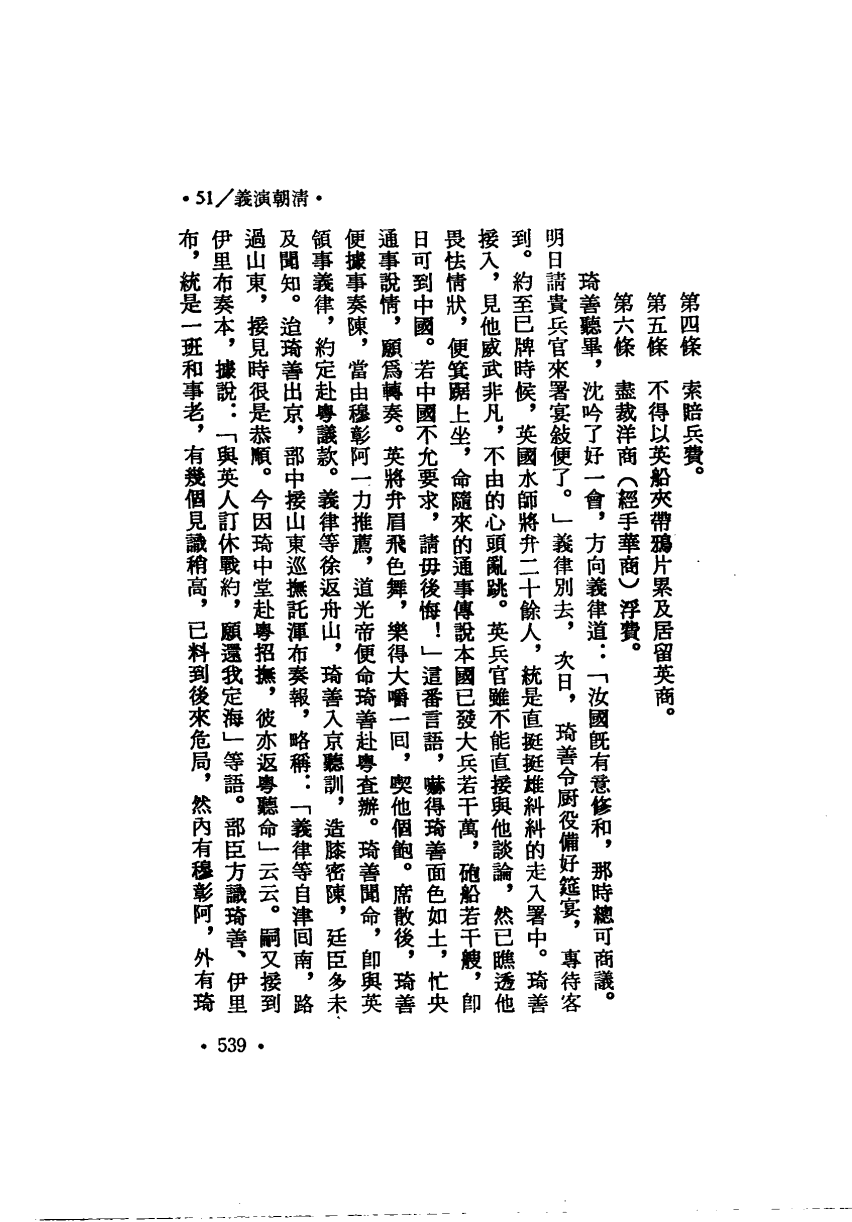 •51／義演朝清•
第四條　索賠兵費。
第五條　不得以英船夾帶鴉片累及居留英商。
第六條　盡裁洋商（經手華商）浮費。
琦善聽畢，沈吟了好一會，方向義律道：「汝國旣有意修和，那時總可商議。
明日請貴兵官來署宴敍便了。」義律別去，次日，琦善令厨役備好筵宴，專待客
到。約至巳牌時候，英國水師將弁二十餘人，統是直挺挺雄糾糾的走入署中。琦善
接入，見他威武非凡，不由的心頭亂跳。英兵官雖不能直接與他談論，然已瞧透他
畏怯情狀，便箕踞上坐，命隨來的通事傳說本國已發大兵若干萬，砲船若干艘，卽
日可到中國。若中國不允要求，請毋後悔！」這番言語，嚇得琦善面色如土，忙央
通事說情，願爲轉奏。英將弁眉飛色舞，樂得大嚼一回，喫他個飽。席散後，琦善
便據事奏陳，當由穆彰阿一力推薦，道光帝便命琦善赴粵查辦。琦善聞命，卽與英
領事義律，約定赴粵議款。義律等徐返舟山，琦善入京聽訓，造膝密陳，廷臣多未
及聞知。迨琦善出京，部中接山東巡撫託渾布奏報，略稱：「義律等自津回南，路
過山東，接見時很是恭順。今因琦中堂赴粵招撫，彼亦返粵聽命」云云。嗣又接到
伊里布奏本，據說：「與英人訂休戰約，願還我定海」等語。部臣方識琦善、伊里
布，統是一班和事老，有幾個見識稍高，已料到後來危局，然內有穆彰阿，外有琦
•539•